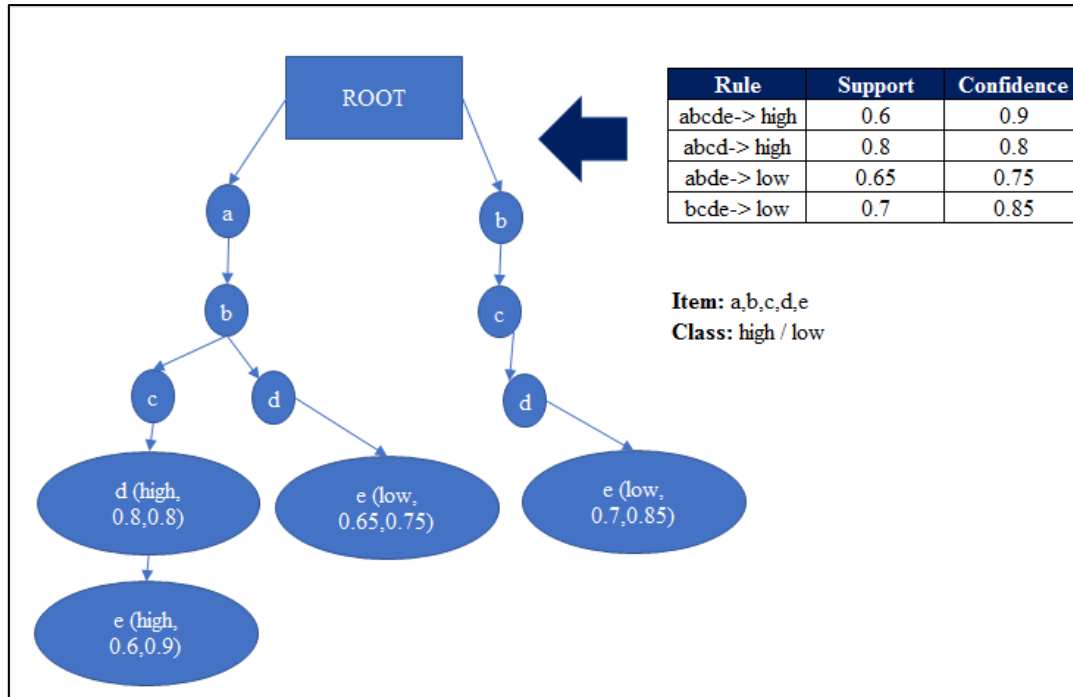 ROOT
a
b
b
c
c
d
d
d (high,
0.8,0.8)
e (low,
0.65,0.75)
e (low,
0.7,0.85)
e (high,
0.6,0.9)
Rule Support Confidence
abcde-> high 0.6 0.9
abcd-> high 0.8 0.8
abde-> low 0.65 0.75
bcde-> low 0.7 0.85
Item: a,b,c,d,e
Class: high / low